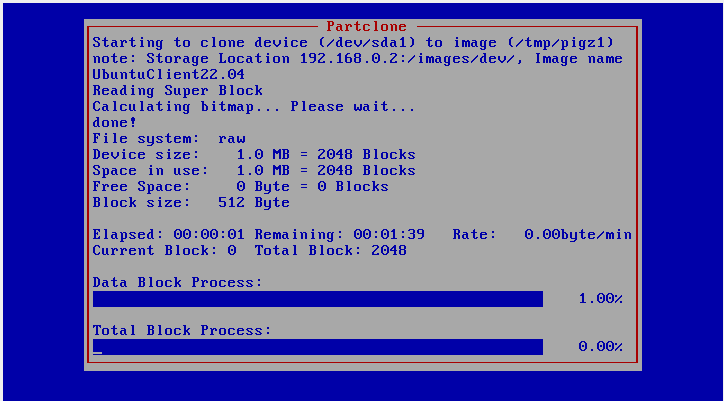 Partclone
Starting to clone device (/dev/sda1) to image (/tmp/pigz1)
note: Storage Location 192.168.0.2:/images/dev/, Image name
UbuntuClient22.04
Reading Super Block
Calculating bitmap... Please wait...
done!
File system:  raw
Device size:    1.0 MB = 2048 Blocks
Space in use:   1.0 MB = 2048 Blocks
Free Space:     0 Byte = 0 Blocks
Block size:   512 Byte
Elapsed: 00:00:01 Remaining: 00:01:39   Rate:   0.00byte/min
Current Block: 0  Total Block: 2048
Data Block Process:
1.00%
Total Block Process:
0.00%